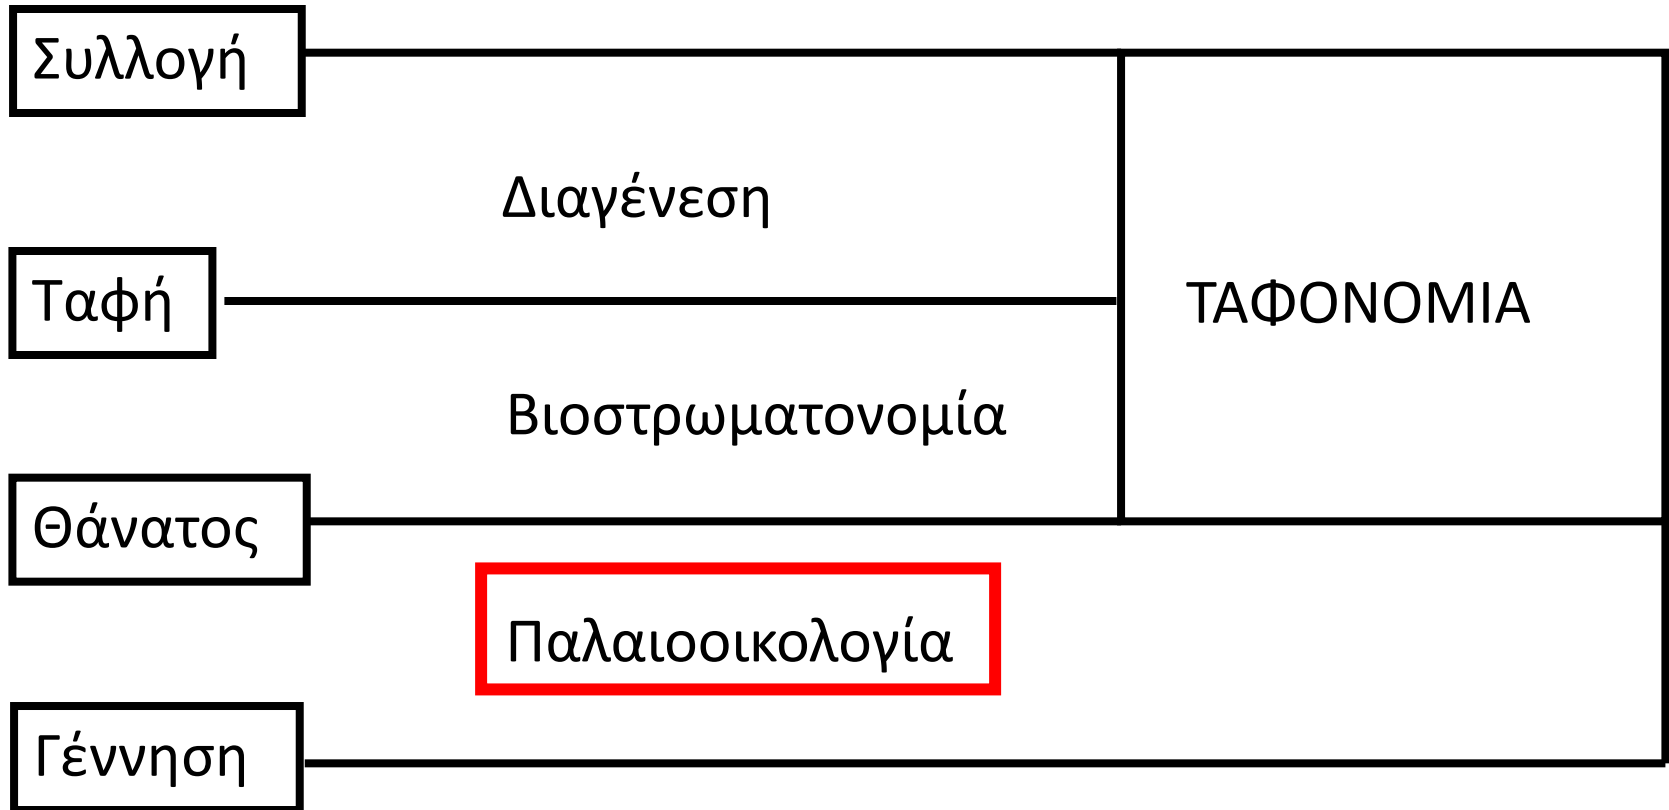 Συλλογή
Διαγένεση
Ταφή
ΤΑΦΟΝΟΜΙΑ
Βιοστρωματονομία
Θάνατος
Παλαιοοικολογία
Γέννηση